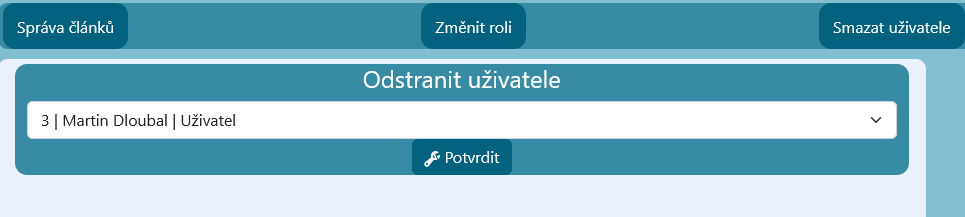 Správa článků
Změnit roli
Smazat uživatele
Odstranit uživatele
3 | Martin Dloubal | Uživatel
Potvrdit